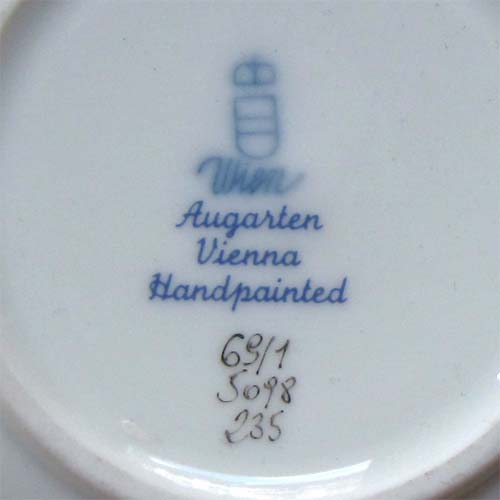 Wien
Augarten
Vienna
Handpainted
69/1
5098
235